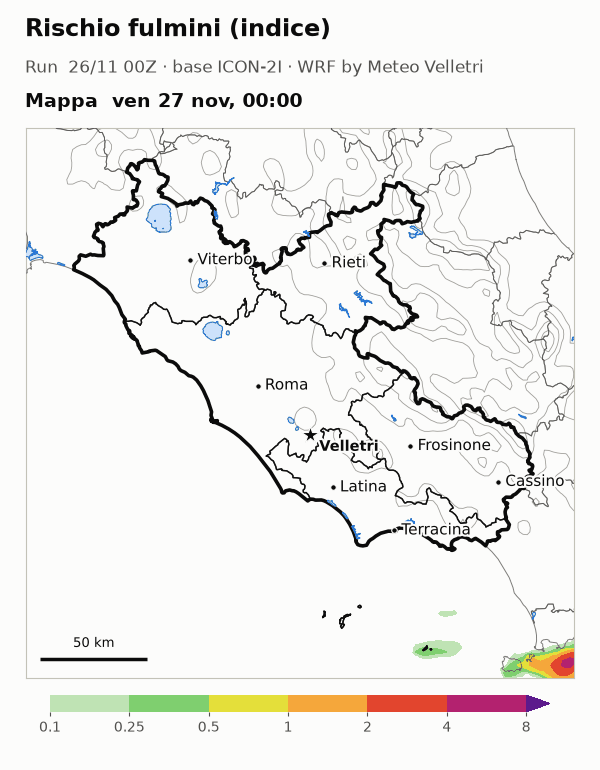 Rischio fulmini (indice)
Run  26/11 00Z · base ICON-2I · WRF by Meteo Velletri
Mappa  ven 27 nov, 00:00
Viterbo
Rieti
Roma
Velletri
Frosinone
Cassino
Latina
Terracina
50 km
0.1 0.25 0.5 1 2 4 8